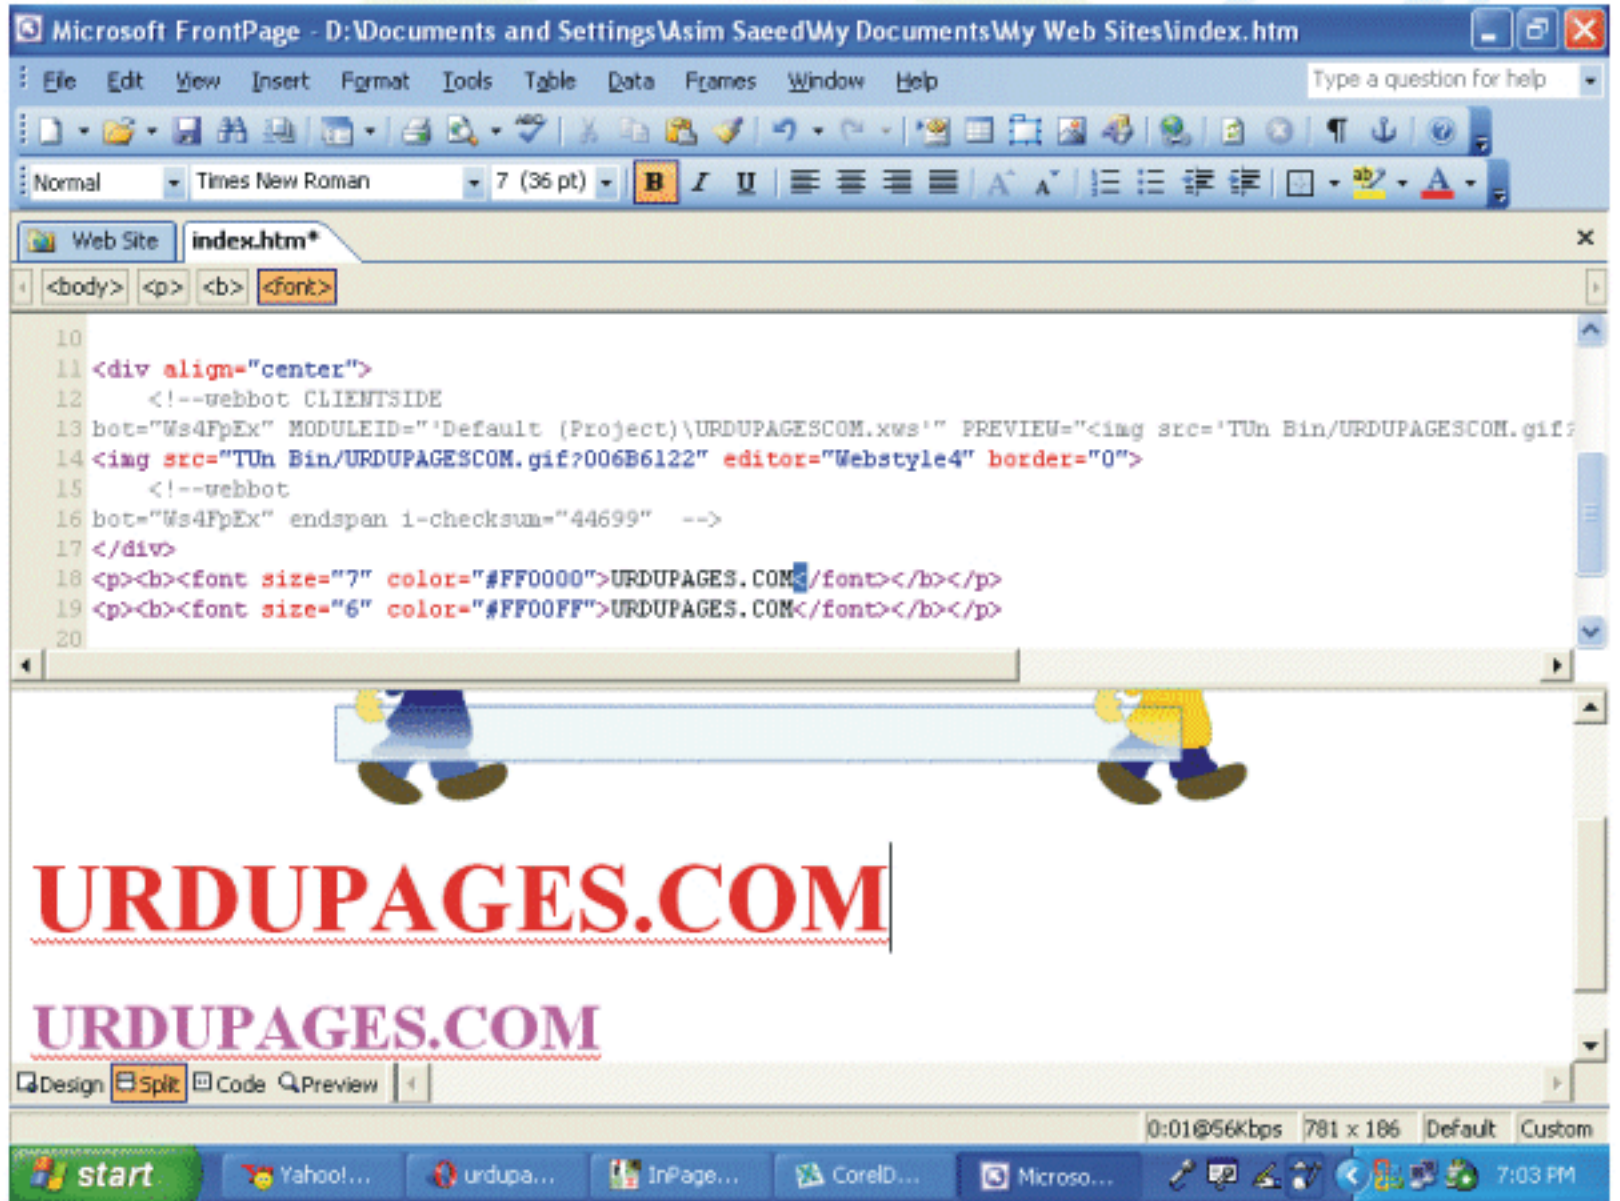 Microsoft FrontPage - D:\Documents and Settings\Asim Saeed\My Documents\My Web Sites\index.htm
File Edit View Insert Format Tools Table Data Frames Window Help Type a question for help
Normal Times New Roman 7 (36 pt) B I U
Web Site index.htm*
<body> <p> <b> <font>
10
11 <div align="center">
12 <!--webbot CLIENTSIDE
13 bot="Ws4FpEx" MODULEID="'Default (Project)\URDUPAGESCOM.xws'" PREVIEW="<img src='TUn Bin/URDUPAGESCOM.gif?
14 <img src="TUn Bin/URDUPAGESCOM.gif?006B6122" editor="Webstyle4" border="0">
15 <!--webbot
16 bot="Ws4FpEx" endspan i-checksum="44699" -->
17 </div>
18 <p><b><font size="7" color="#FF0000">URDUPAGES.COM</font></b></p>
19 <p><b><font size="6" color="#FF00FF">URDUPAGES.COM</font></b></p>
20
URDUPAGES.COM
URDUPAGES.COM
Design Split Code Preview
0:01@56Kbps 781 x 186 Default Custom
start Yahoo!... urdupa... InPage... CorelD... Microso... 7:03 PM